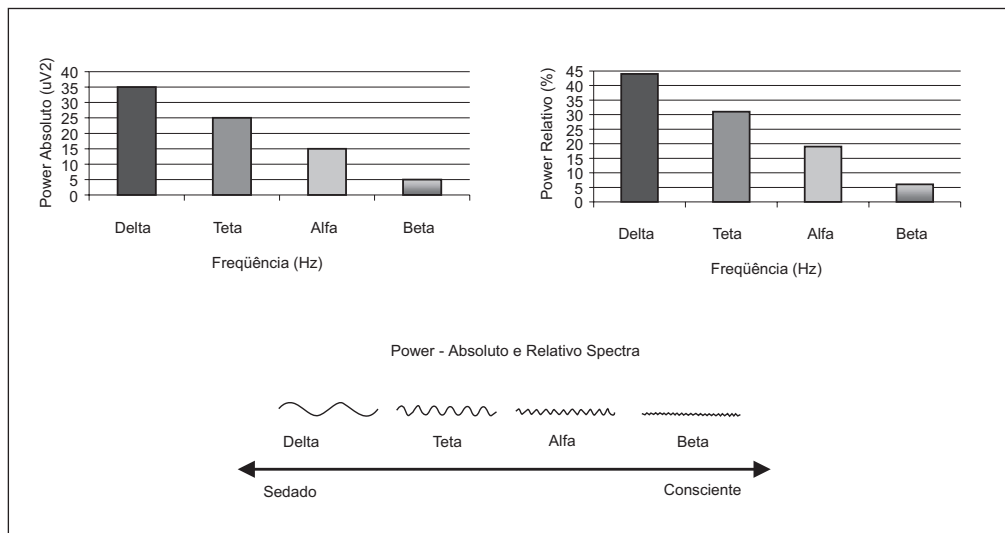 Power Absoluto (uV2)
40
35
30
25
20
15
10
5
0
Delta Teta Alfa Beta
Freqüência (Hz)
Power Relativo (%)
45
40
35
30
25
20
15
10
5
0
Delta Teta Alfa Beta
Freqüência (Hz)
Power - Absoluto e Relativo Spectra
Delta Teta Alfa Beta
Sedado Consciente